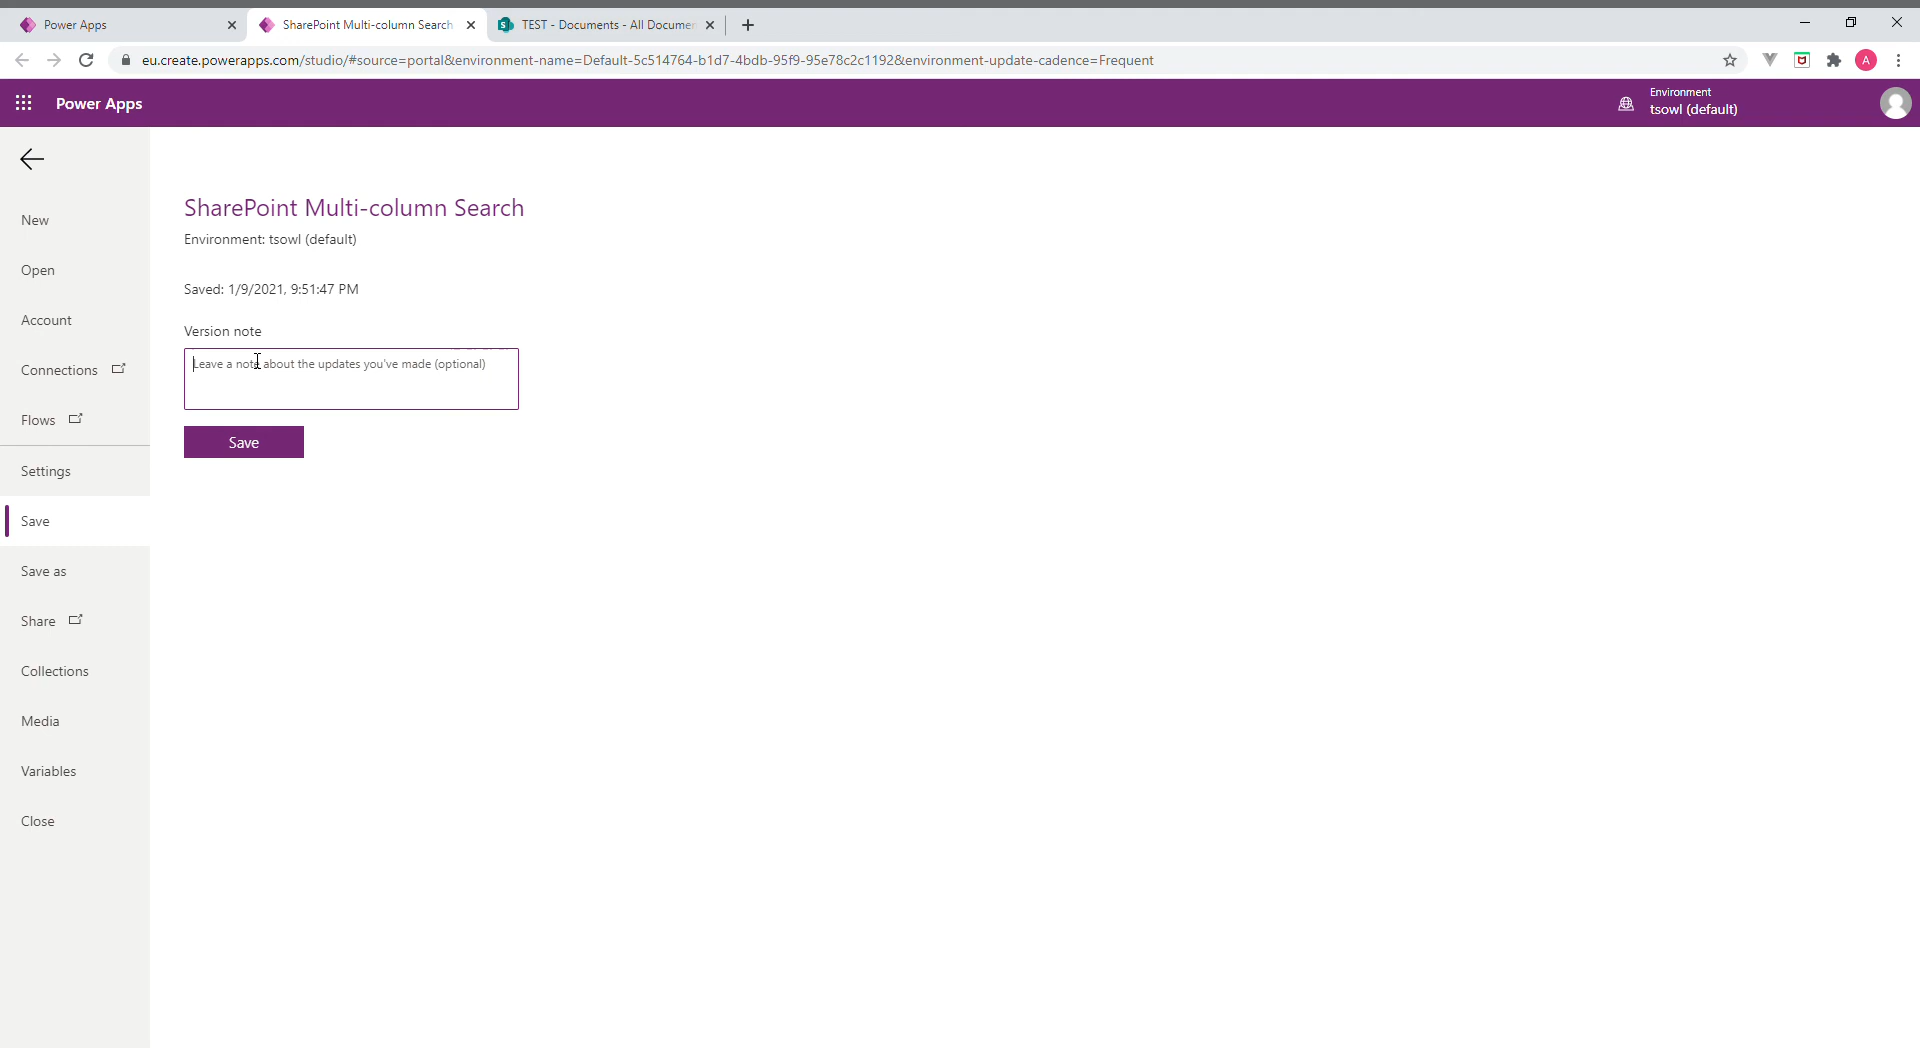 Power Apps
SharePoint Multi-column Search
TEST - Documents - All Documen
eu.create.powerapps.com/studio/#source=portal&environment-name=Default-5c514764-b1d7-4bdb-95f9-95e78c2c1192&environment-update-cadence=Frequent
A
Power Apps
Environment
tsowl (default)
New
Open
Account
Connections
Flows
Settings
Save
Save as
Share
Collections
Media
Variables
Close
SharePoint Multi-column Search
Environment: tsowl (default)
Saved: 1/9/2021, 9:51:47 PM
Version note
Leave a note about the updates you've made (optional)
Save